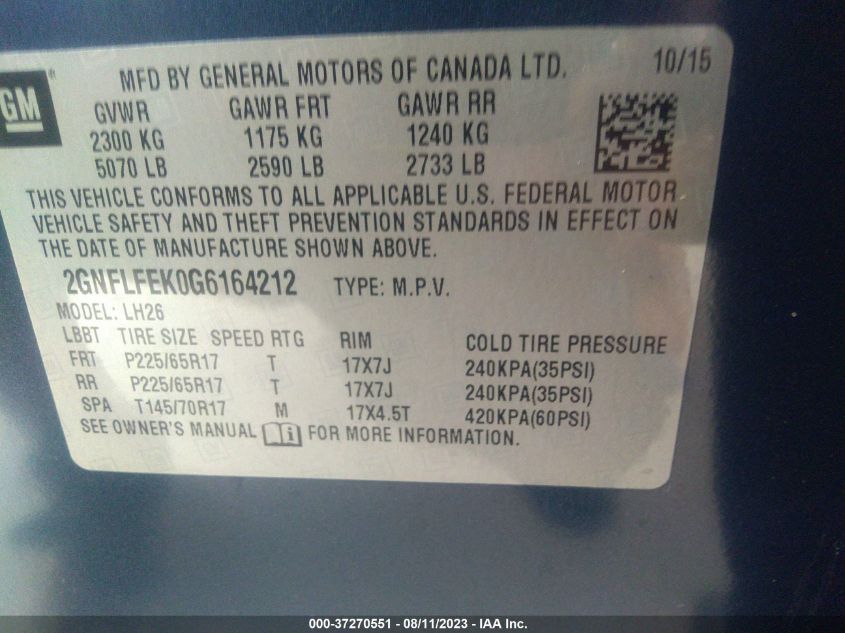 GM ®
MFD BY GENERAL MOTORS OF CANADA LTD. 10/15
GVWR GAWR FRT GAWR RR
2300 KG 1175 KG 1240 KG
5070 LB 2590 LB 2733 LB
THIS VEHICLE CONFORMS TO ALL APPLICABLE U.S. FEDERAL MOTOR
VEHICLE SAFETY AND THEFT PREVENTION STANDARDS IN EFFECT ON
THE DATE OF MANUFACTURE SHOWN ABOVE.
2GNFLFEK0G6164212 TYPE: M.P.V.
MODEL: LH26
LBBT TIRE SIZE SPEED RTG RIM COLD TIRE PRESSURE
FRT P225/65R17 T 17X7J 240KPA(35PSI)
RR P225/65R17 T 17X7J 240KPA(35PSI)
SPA T145/70R17 M 17X4.5T 420KPA(60PSI)
SEE OWNER'S MANUAL FOR MORE INFORMATION.
000-37270551 - 08/11/2023 - IAA Inc.